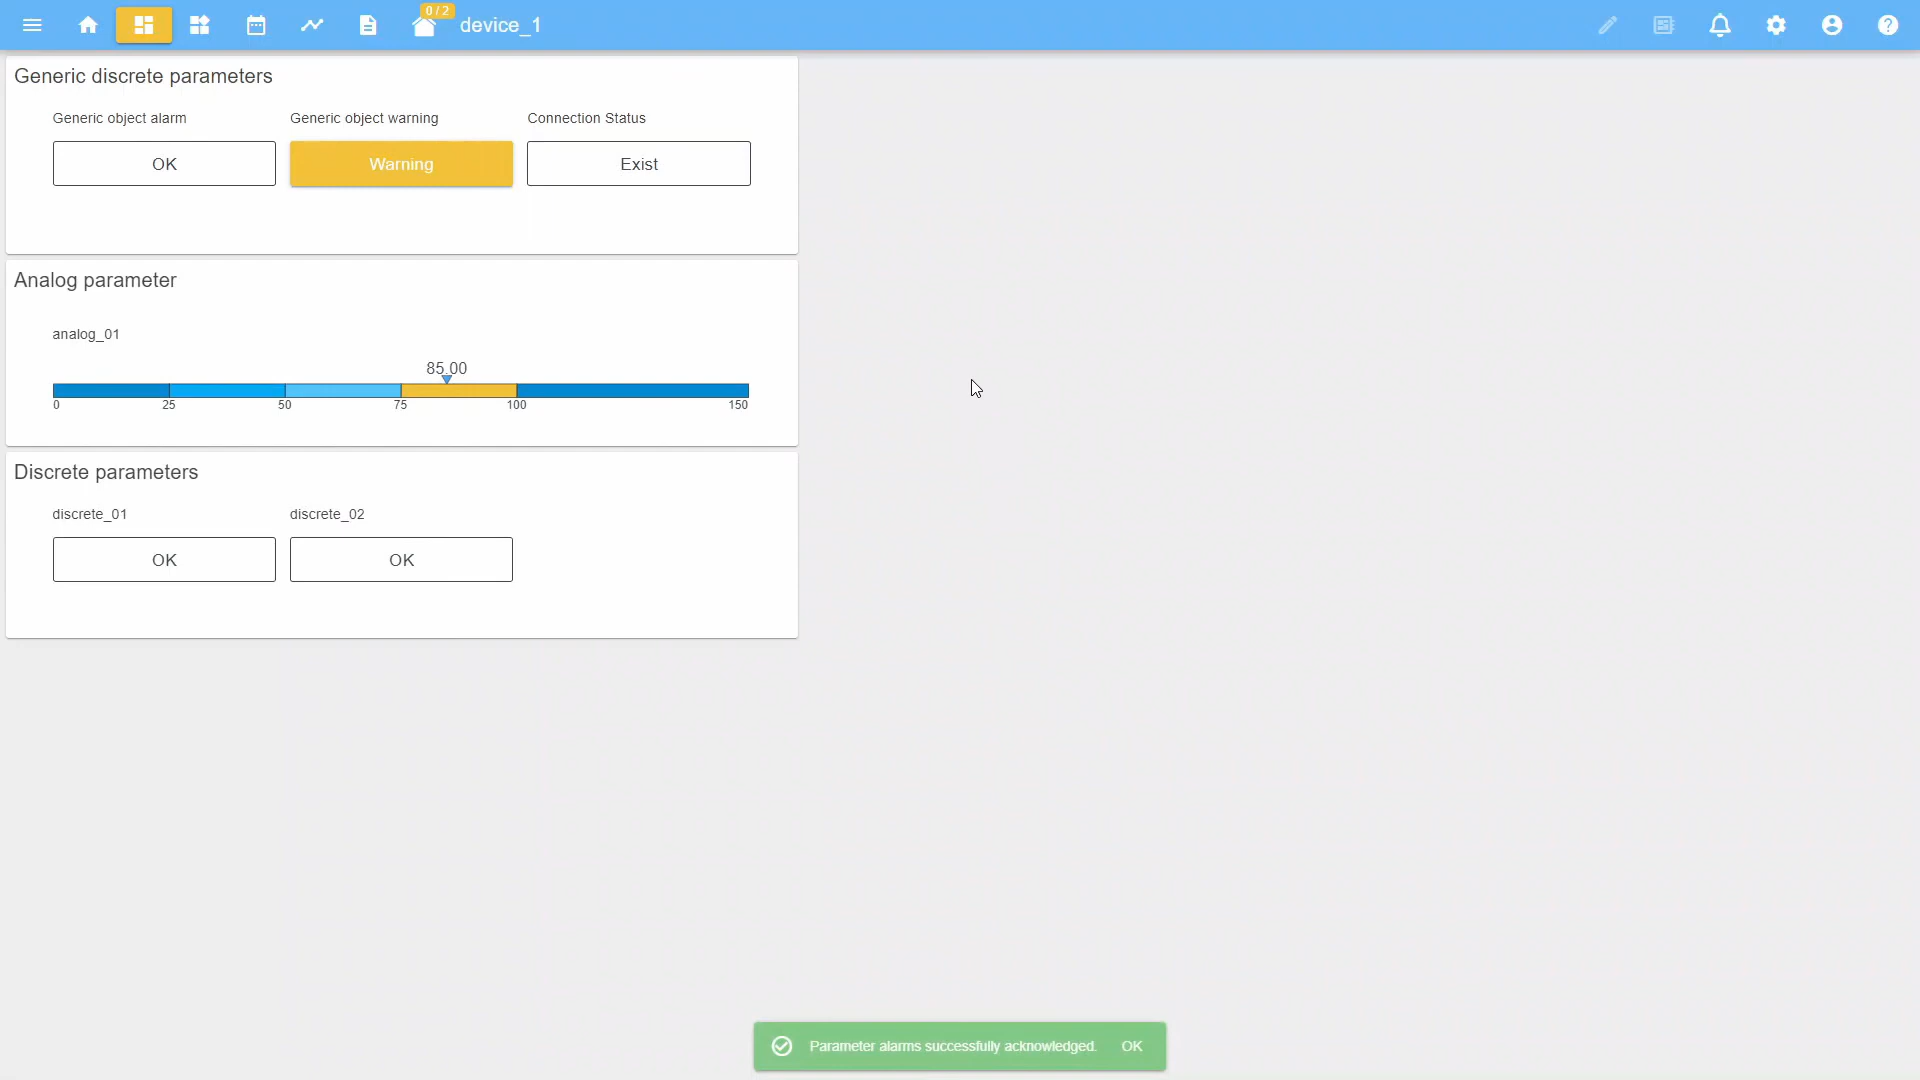 0 / 2
device_1
Generic discrete parameters
Generic object alarm
Generic object warning
Connection Status
OK
Warning
Exist
Analog parameter
analog_01
85.00
0 25 50 75 100 150
Discrete parameters
discrete_01
discrete_02
OK
OK
Parameter alarms successfully acknowledged. OK